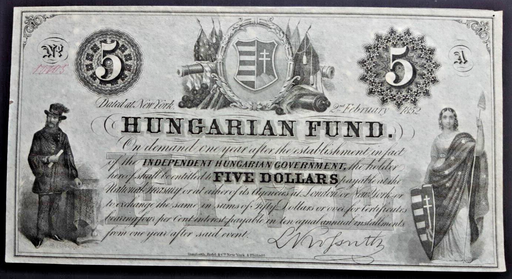 No.
5
5
A
Dated at New York 2nd February 1852
HUNGARIAN FUND.
On demand one year after the establishment in fact
of the INDEPENDENT HUNGARIAN GOVERNMENT, the holder
hereof shall be entitled to FIVE DOLLARS payable at the
National Treasury or at either of its Agencies at London or New York or
to exchange the same in sums of Fifty Dollars or over for Certificates
bearing four per Cent interest payable in ten equal annual installments
from one year after said event.